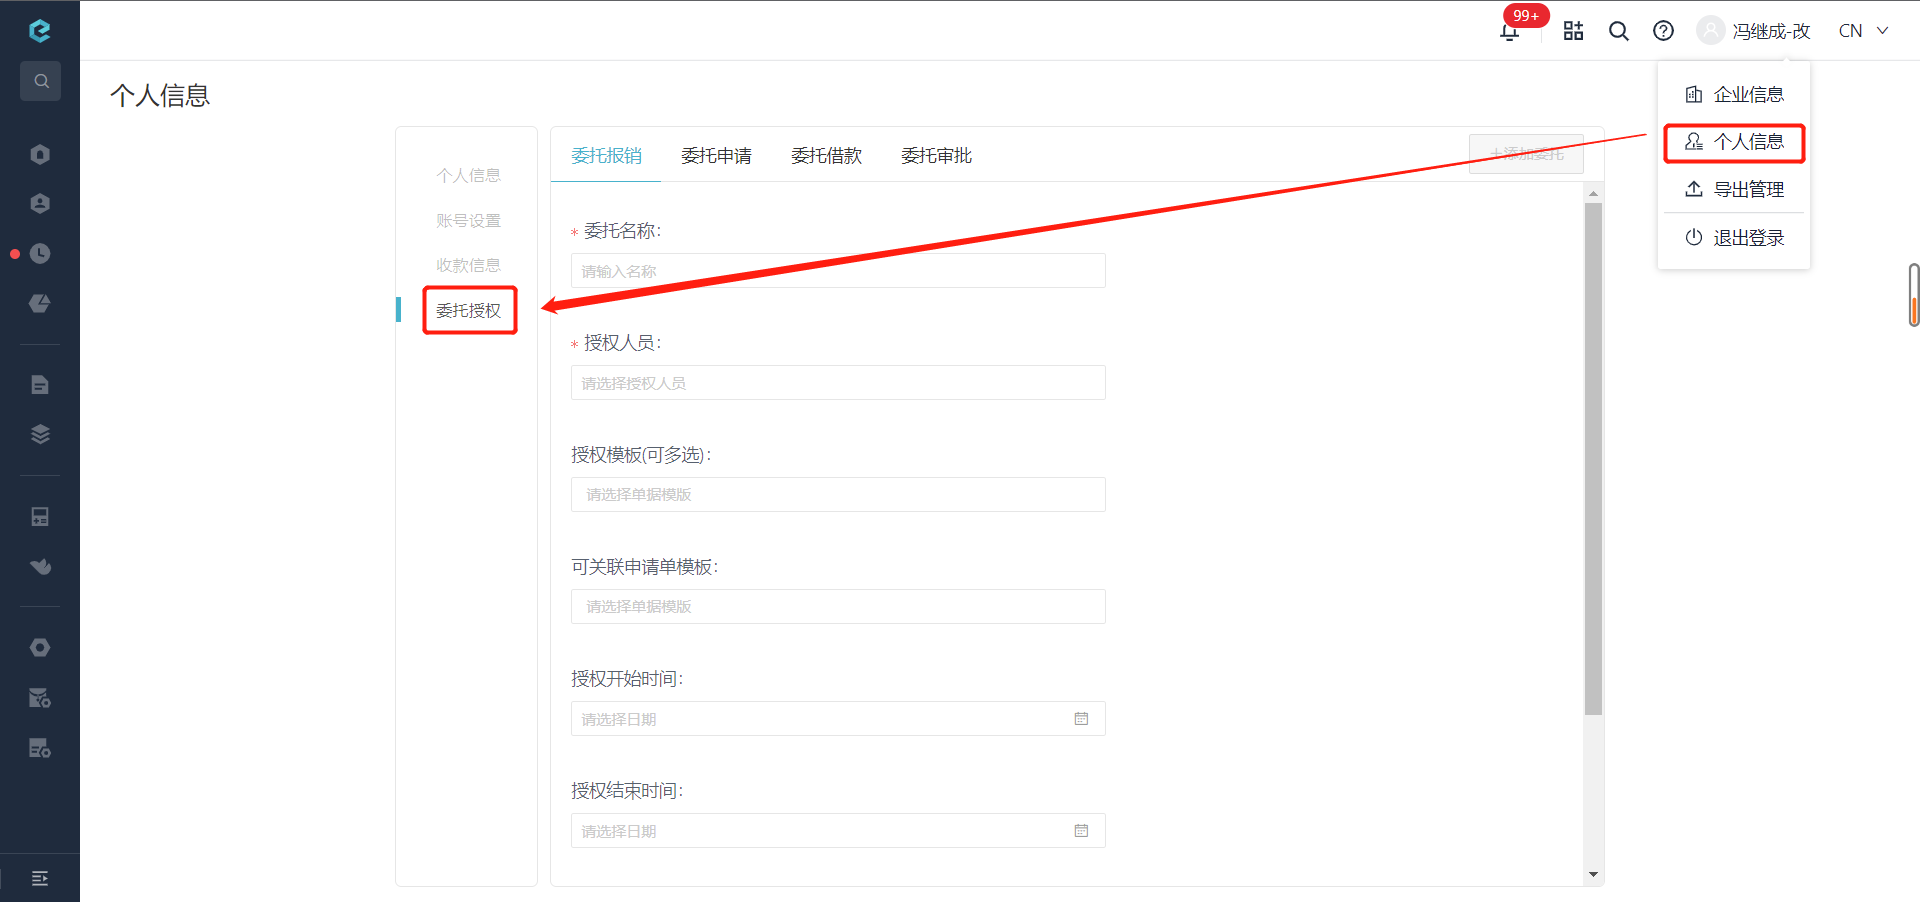 99+
冯继成-改
CN
个人信息
企业信息
个人信息
导出管理
退出登录
个人信息
账号设置
收款信息
委托授权
委托报销
委托申请
委托借款
委托审批
+添加委托
* 委托名称:
请输入名称
* 授权人员:
请选择授权人员
授权模板(可多选):
请选择单据模版
可关联申请单模板:
请选择单据模版
授权开始时间:
请选择日期
授权结束时间:
请选择日期